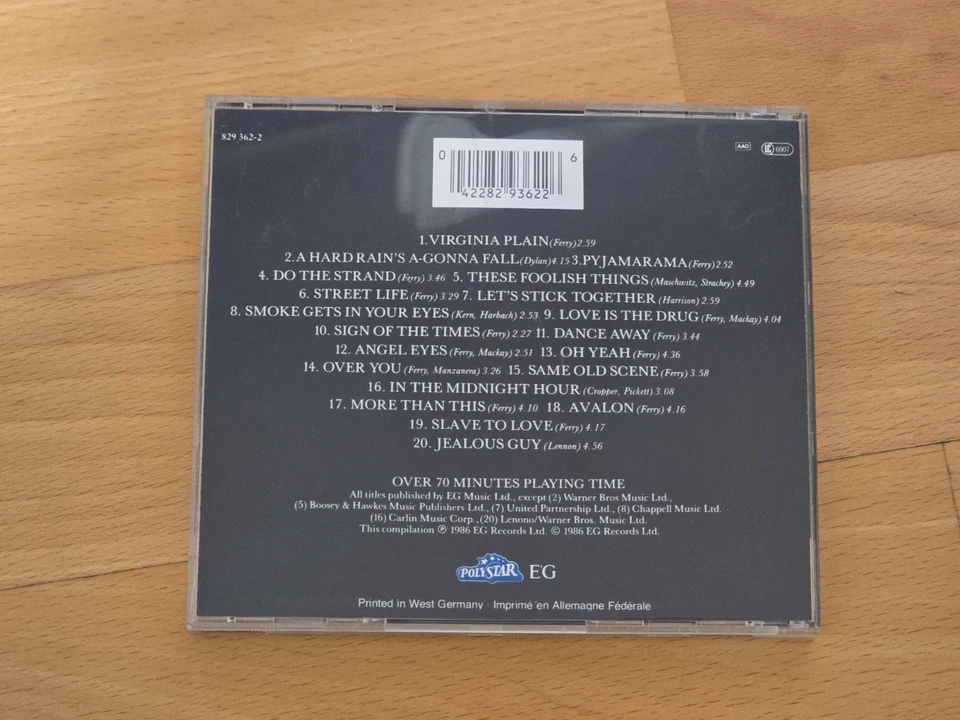 829 362-2
AAD
LC 6907
0 42282 93622 6
1. VIRGINIA PLAIN (Ferry) 2.59
2. A HARD RAIN'S A-GONNA FALL (Dylan) 4.15 3. PYJAMARAMA (Ferry) 2.52
4. DO THE STRAND (Ferry) 3.46 5. THESE FOOLISH THINGS (Maschwitz, Strachey) 4.49
6. STREET LIFE (Ferry) 3.29 7. LET'S STICK TOGETHER (Harrison) 2.59
8. SMOKE GETS IN YOUR EYES (Kern, Harbach) 2.53 9. LOVE IS THE DRUG (Ferry, Mackay) 4.04
10. SIGN OF THE TIMES (Ferry) 2.27 11. DANCE AWAY (Ferry) 3.44
12. ANGEL EYES (Ferry, Mackay) 2.51 13. OH YEAH (Ferry) 4.36
14. OVER YOU (Ferry, Manzanera) 3.26 15. SAME OLD SCENE (Ferry) 3.58
16. IN THE MIDNIGHT HOUR (Cropper, Pickett) 3.08
17. MORE THAN THIS (Ferry) 4.10 18. AVALON (Ferry) 4.16
19. SLAVE TO LOVE (Ferry) 4.17
20. JEALOUS GUY (Lennon) 4.56
OVER 70 MINUTES PLAYING TIME
All titles published by EG Music Ltd., except (2) Warner Bros Music Ltd.,
(5) Boosey & Hawkes Music Publishers Ltd., (7) United Partnership Ltd., (8) Chappell Music Ltd.
(16) Carlin Music Corp., (20) Lenono/Warner Bros. Music Ltd.
This compilation ℗ 1986 EG Records Ltd. © 1986 EG Records Ltd.
POLYSTAR EG
Printed in West Germany · Imprimé en Allemagne Fédérale